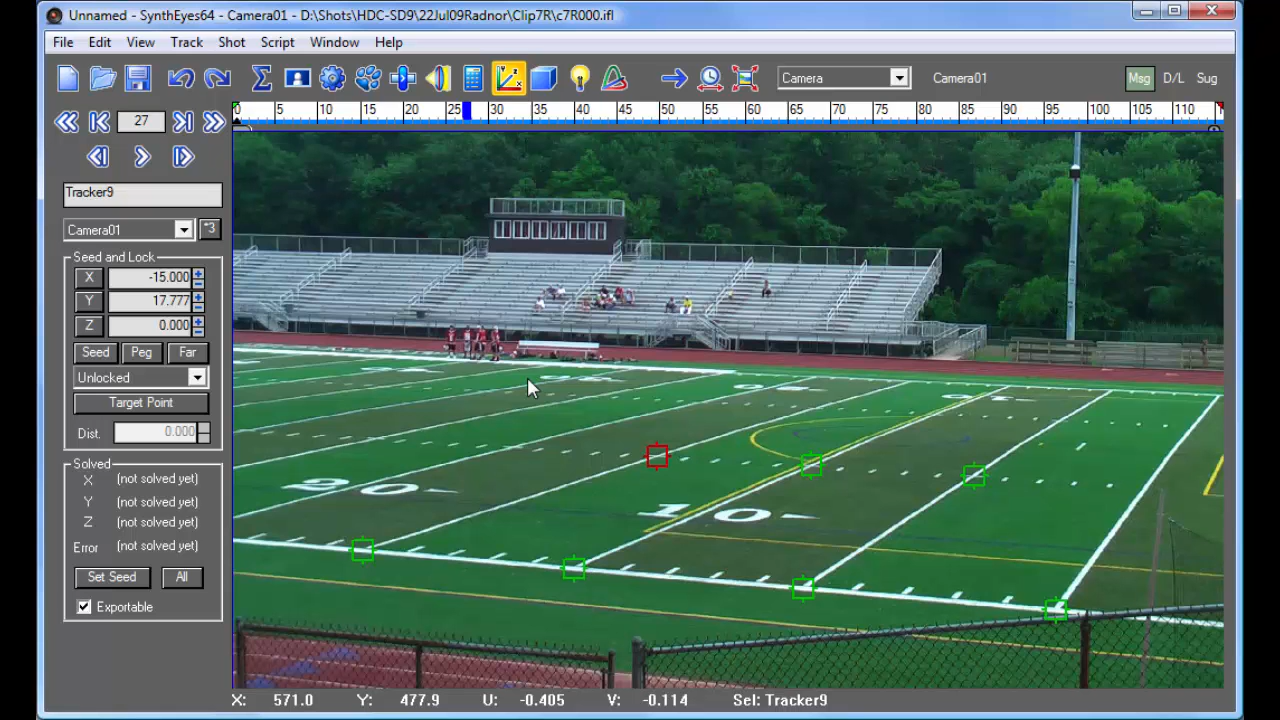 Unnamed - SynthEyes64 - Camera01 - D:\Shots\HDC-SD9\22Jul09Radnor\Clip7R\c7R000.ifl
File Edit View Track Shot Script Window Help
Camera Camera01 Msg D/L Sug
27
0 5 10 15 20 25 30 35 40 45 50 55 60 65 70 75 80 85 90 95 100 105 110
Tracker9
Camera01 *3
Seed and Lock
X -15.000
Y 17.777
Z 0.000
Seed Peg Far
Unlocked
Target Point
Dist. 0.000
Solved
X (not solved yet)
Y (not solved yet)
Z (not solved yet)
Error (not solved yet)
Set Seed All
Exportable
20
10
X: 571.0 Y: 477.9 U: -0.405 V: -0.114 Sel: Tracker9